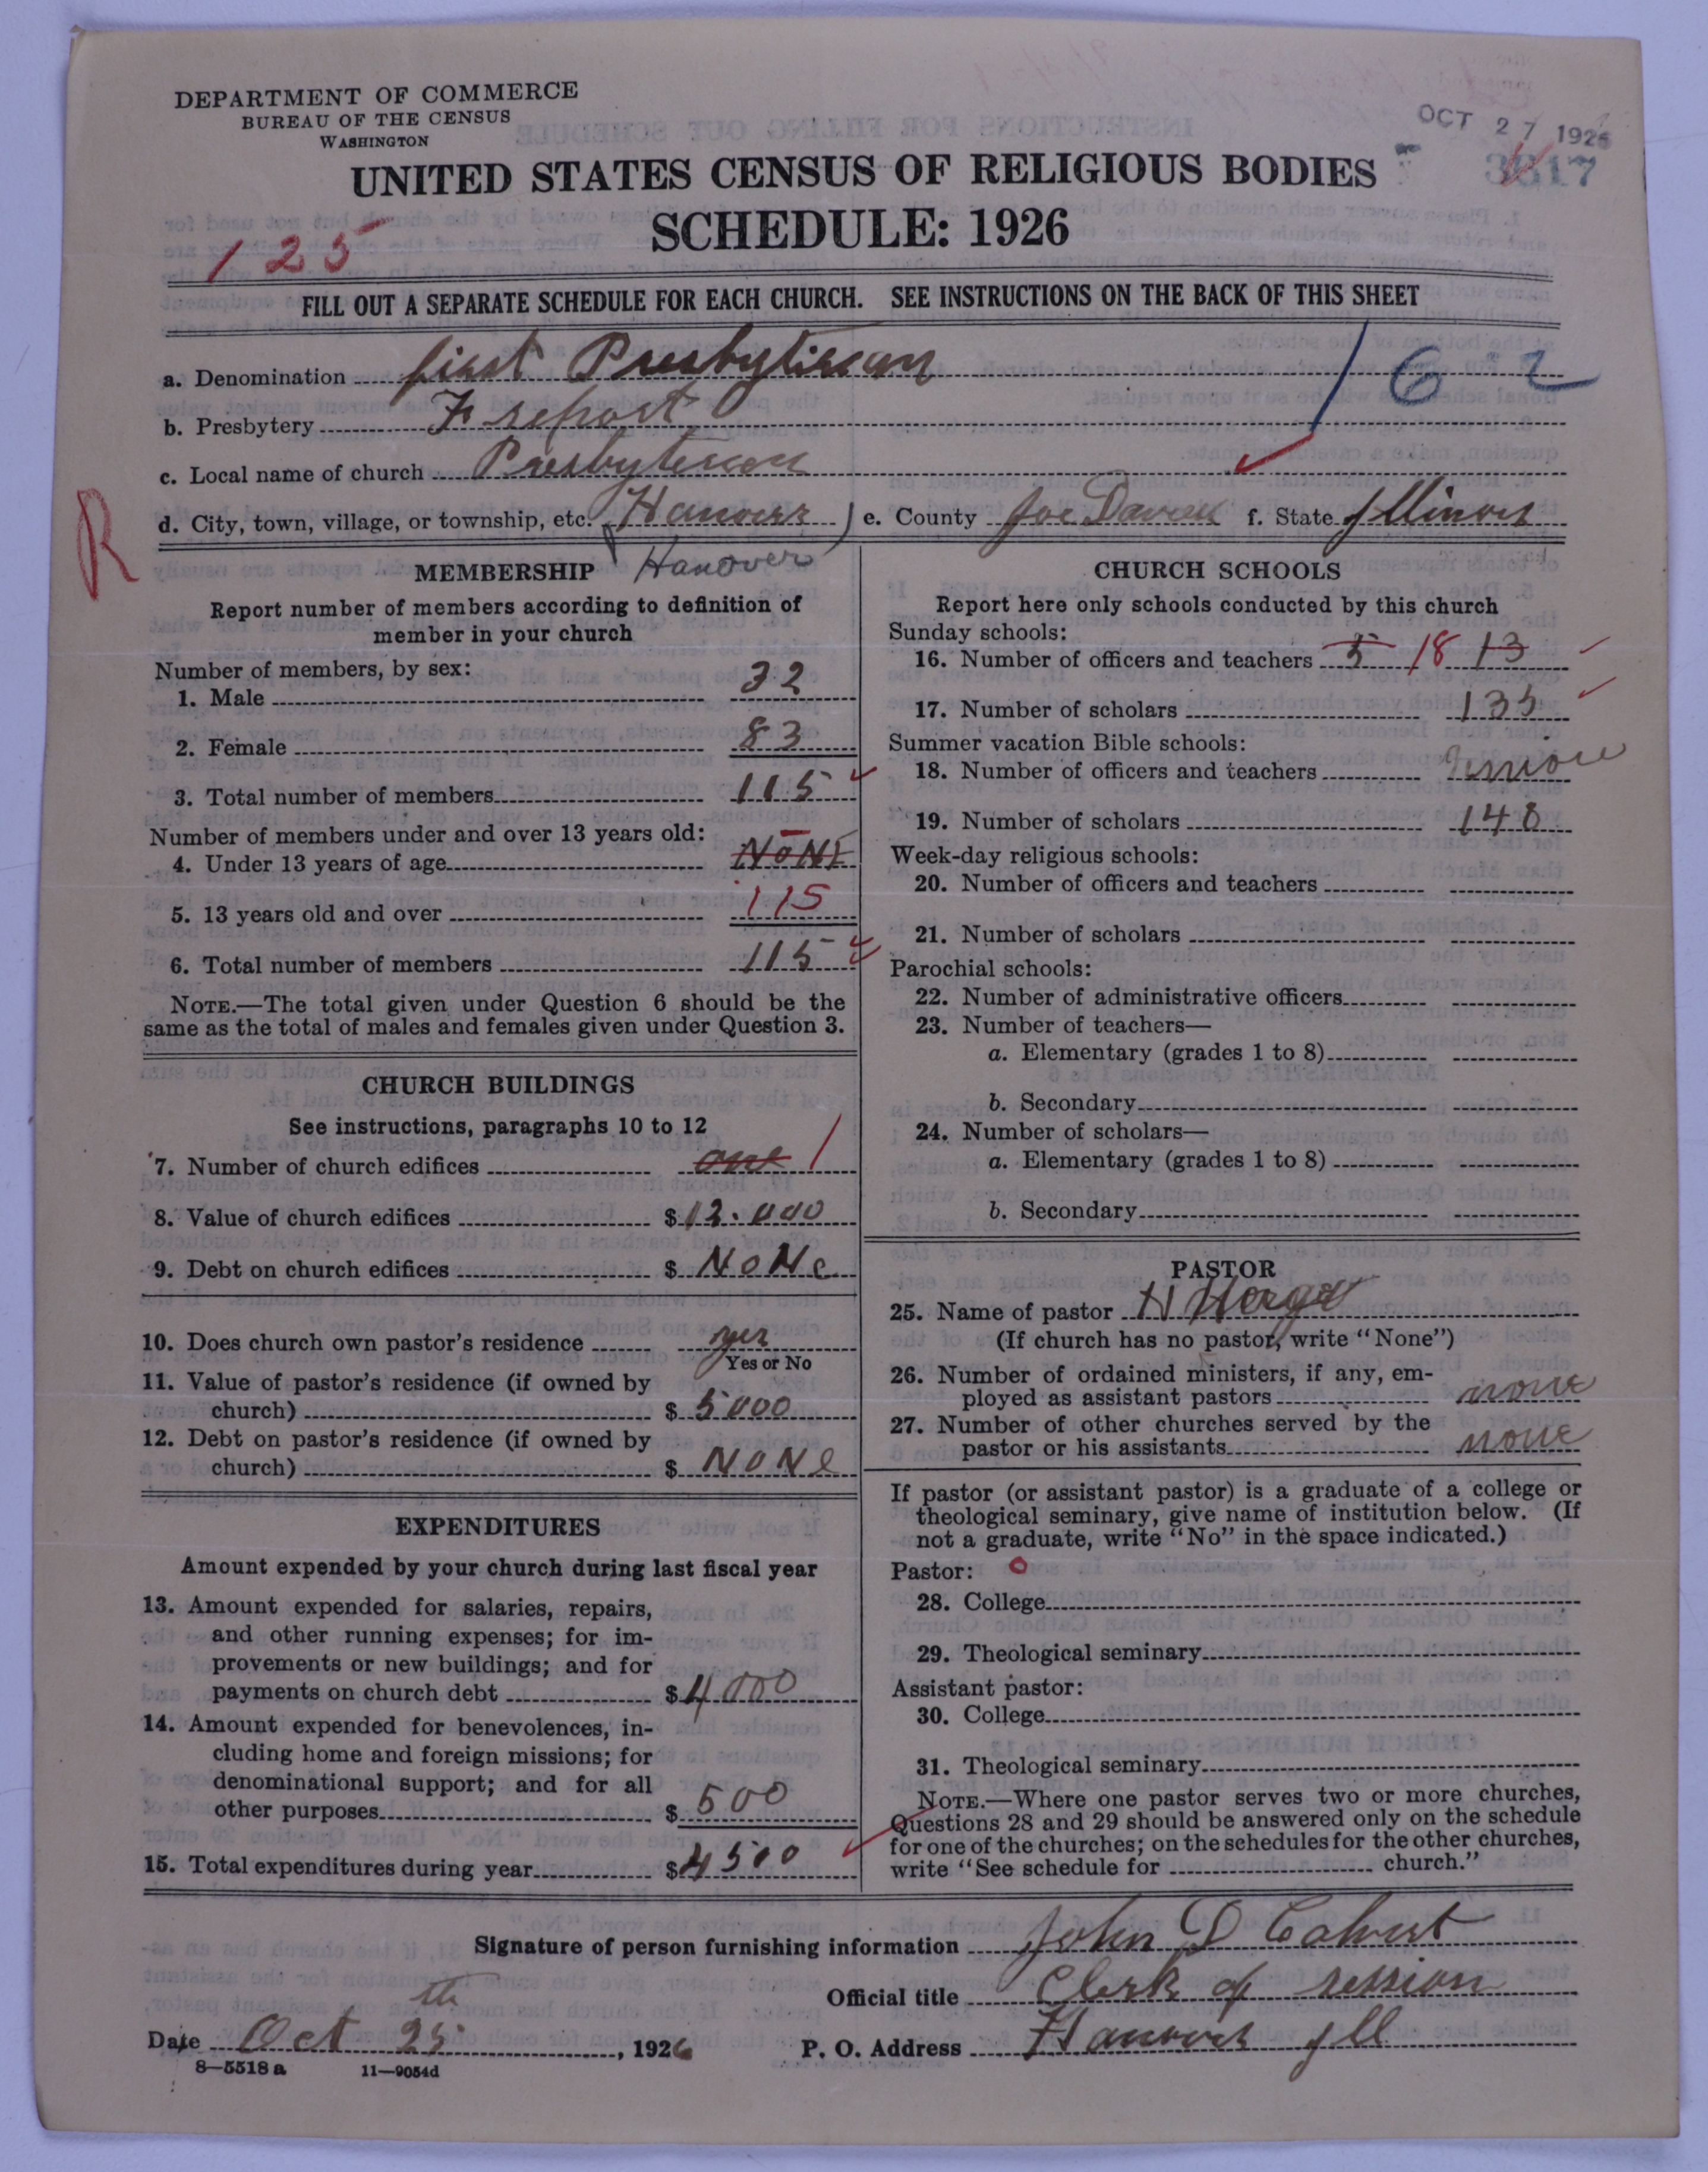 DEPARTMENT OF COMMERCE
BUREAU OF THE CENSUS
WASHINGTON
OCT 27 1926
3817
UNITED STATES CENSUS OF RELIGIOUS BODIES
SCHEDULE: 1926
125
FILL OUT A SEPARATE SCHEDULE FOR EACH CHURCH. SEE INSTRUCTIONS ON THE BACK OF THIS SHEET
a. Denomination first Presbyterian
162
b. Presbytery Freport
c. Local name of church Presbyterian
d. City, town, village, or township, etc. Hanover e. County Joe Davies f. State Illinois
R
Hanover
MEMBERSHIP
Report number of members according to definition of
member in your church
Number of members, by sex:
1. Male 32
2. Female 83
3. Total number of members 115
Number of members under and over 13 years old:
4. Under 13 years of age NONE
5. 13 years old and over 115
6. Total number of members 115
NOTE.—The total given under Question 6 should be the
same as the total of males and females given under Question 3.
CHURCH BUILDINGS
See instructions, paragraphs 10 to 12
7. Number of church edifices one 1
8. Value of church edifices $12.000
9. Debt on church edifices $ NoNe
10. Does church own pastor's residence yes
Yes or No
11. Value of pastor's residence (if owned by
church) $ 5000
12. Debt on pastor's residence (if owned by
church) $ NoNe
EXPENDITURES
Amount expended by your church during last fiscal year
13. Amount expended for salaries, repairs,
and other running expenses; for im-
provements or new buildings; and for
payments on church debt $4000
14. Amount expended for benevolences, in-
cluding home and foreign missions; for
denominational support; and for all
other purposes $ 500
15. Total expenditures during year $4500
CHURCH SCHOOLS
Report here only schools conducted by this church
Sunday schools:
16. Number of officers and teachers 5 18 13
17. Number of scholars 135
Summer vacation Bible schools:
18. Number of officers and teachers
19. Number of scholars 140
Week-day religious schools:
20. Number of officers and teachers
21. Number of scholars
Parochial schools:
22. Number of administrative officers
23. Number of teachers—
a. Elementary (grades 1 to 8)
b. Secondary
24. Number of scholars—
a. Elementary (grades 1 to 8)
b. Secondary
PASTOR
25. Name of pastor H
(If church has no pastor, write "None")
26. Number of ordained ministers, if any, em-
ployed as assistant pastors none
27. Number of other churches served by the
pastor or his assistants none
If pastor (or assistant pastor) is a graduate of a college or
theological seminary, give name of institution below. (If
not a graduate, write "No" in the space indicated.)
Pastor: 0
28. College
29. Theological seminary
Assistant pastor:
30. College
31. Theological seminary
NOTE.—Where one pastor serves two or more churches,
Questions 28 and 29 should be answered only on the schedule
for one of the churches; on the schedules for the other churches,
write "See schedule for church."
Signature of person furnishing information John D Calvert
Official title Clerk of session
Date Oct 25th, 1926 P. O. Address Hanover Ill
8—5518 a 11—9054d